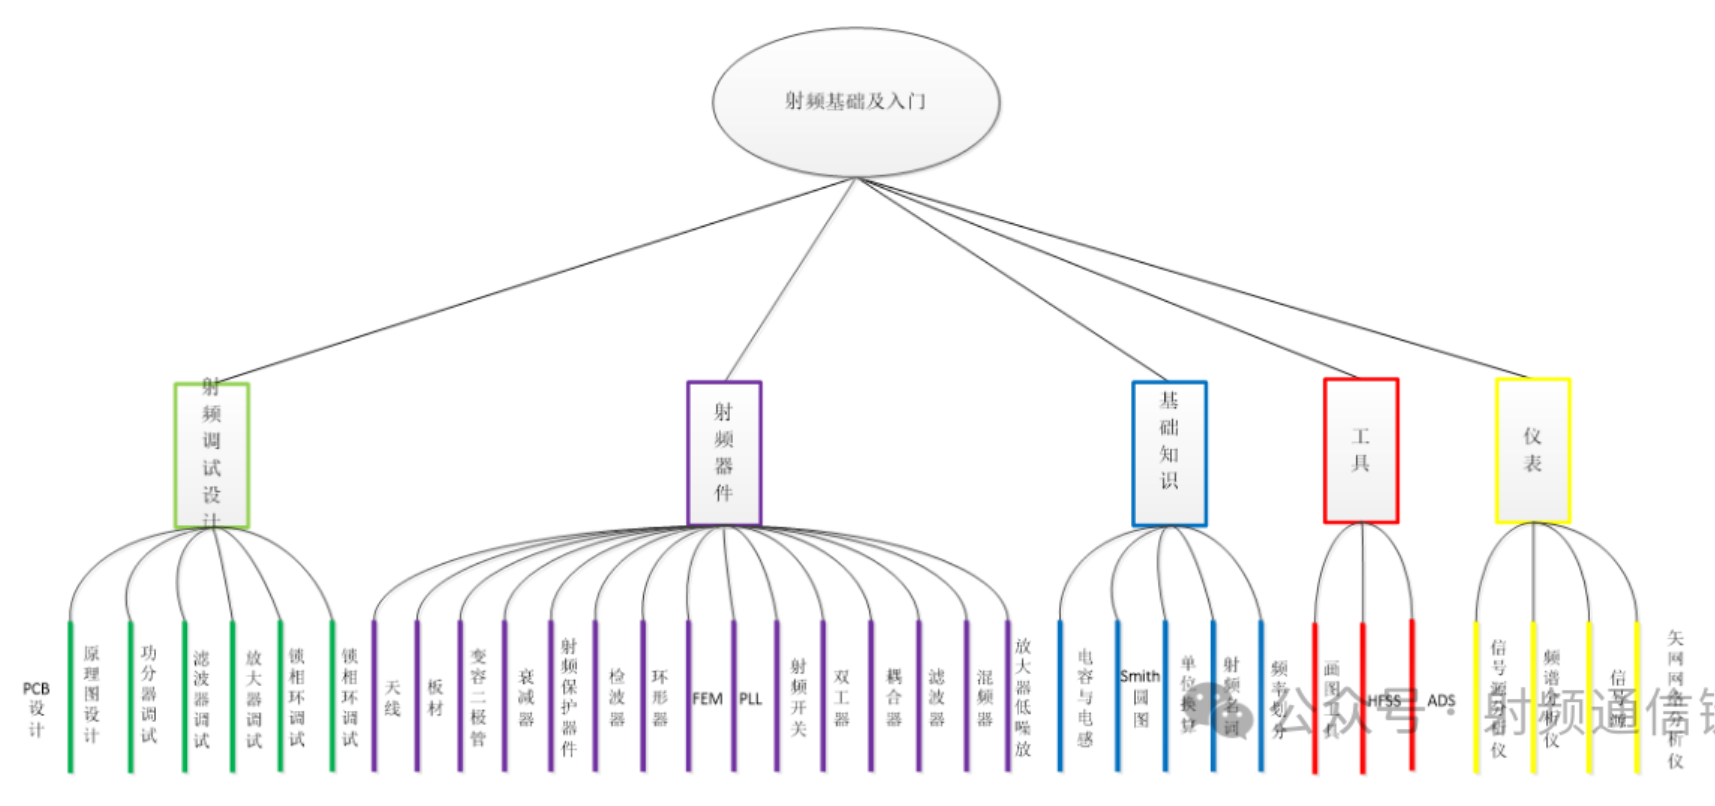 射频基础及入门
射频调试设计
射频器件
基础知识
工具
仪表
PCB设计
原理图设计
功分器调试
滤波器调试
放大器调试
锁相环调试
锁相环调试
天线
板材
变容二极管
衰减器
射频保护器件
检波器
环形器
FEM
PLL
射频开关
双工器
耦合器
滤波器
混频器
放大器低噪放
电容与电感
Smith圆图
单位换算
射频名词
频率划分
画图工具
HFSS
ADS
信号源分析仪
频谱分析仪
信号源
矢网网络分析仪
公众号·射频通信链